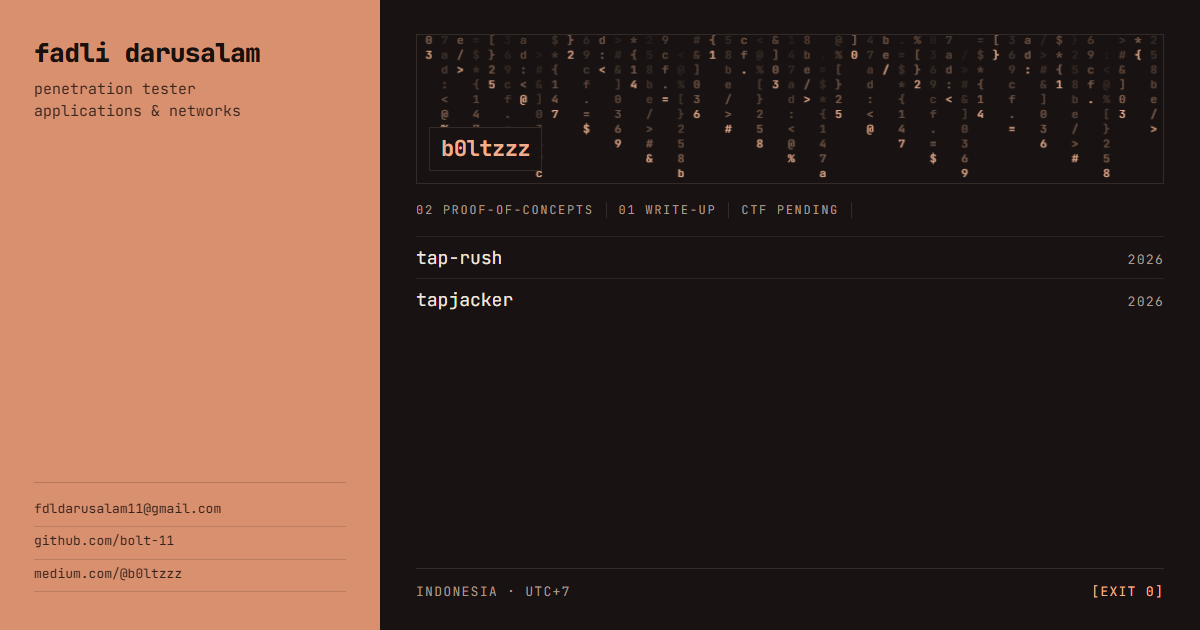 fadli darusalam
penetration tester
applications & networks
fdldarusalam11@gmail.com
github.com/bolt-11
medium.com/@b0ltzzz
b0ltzzz
02 PROOF-OF-CONCEPTS
01 WRITE-UP
CTF PENDING
tap-rush 2026
tapjacker 2026
INDONESIA · UTC+7
[EXIT 0]